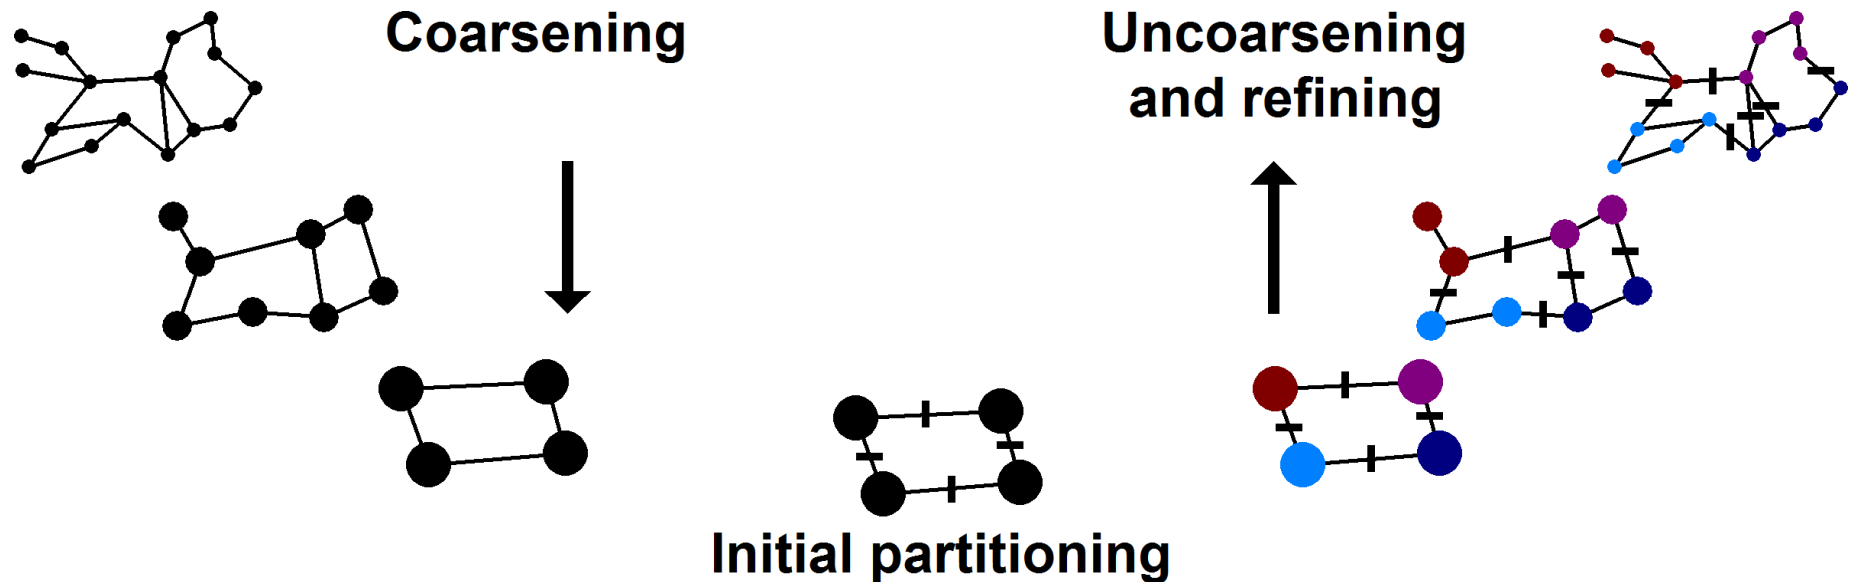 Coarsening
Uncoarsening
and refining
Initial partitioning